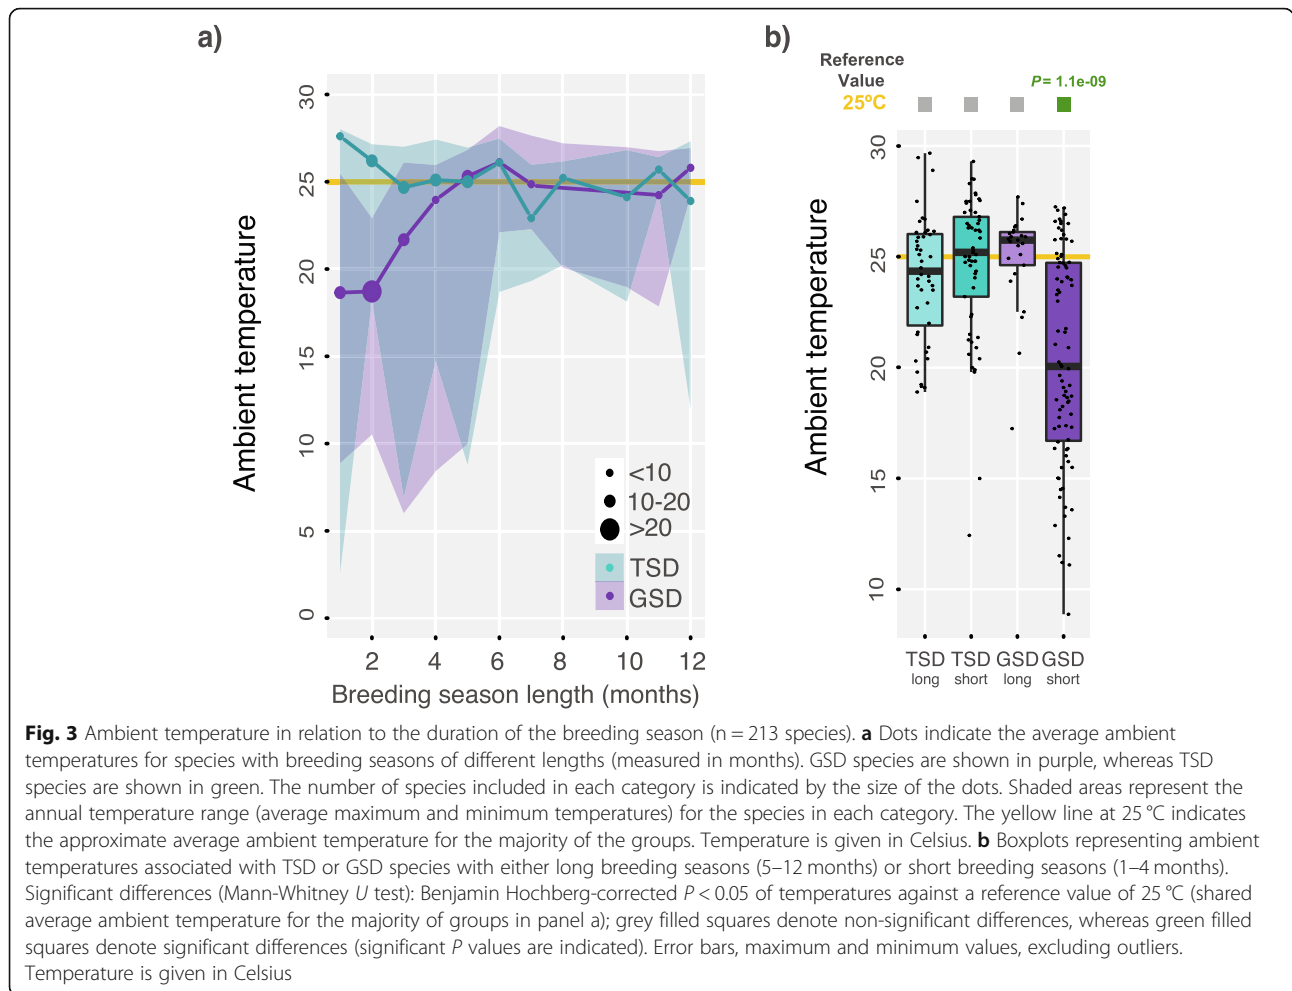 a)
Ambient temperature
30
25
20
15
10
5
0
<10
10-20
>20
TSD
GSD
2
4
6
8
10
12
Breeding season length (months)
b)
Reference
Value
25ºC
P = 1.1e-09
Ambient temperature
30
25
20
15
10
TSD TSD GSD GSD
long short long short
Fig. 3 Ambient temperature in relation to the duration of the breeding season (n = 213 species). a Dots indicate the average ambient
temperatures for species with breeding seasons of different lengths (measured in months). GSD species are shown in purple, whereas TSD
species are shown in green. The number of species included in each category is indicated by the size of the dots. Shaded areas represent the
annual temperature range (average maximum and minimum temperatures) for the species in each category. The yellow line at 25 °C indicates
the approximate average ambient temperature for the majority of the groups. Temperature is given in Celsius. b Boxplots representing ambient
temperatures associated with TSD or GSD species with either long breeding seasons (5–12 months) or short breeding seasons (1–4 months).
Significant differences (Mann-Whitney U test): Benjamin Hochberg-corrected P < 0.05 of temperatures against a reference value of 25 °C (shared
average ambient temperature for the majority of groups in panel a); grey filled squares denote non-significant differences, whereas green filled
squares denote significant differences (significant P values are indicated). Error bars, maximum and minimum values, excluding outliers.
Temperature is given in Celsius